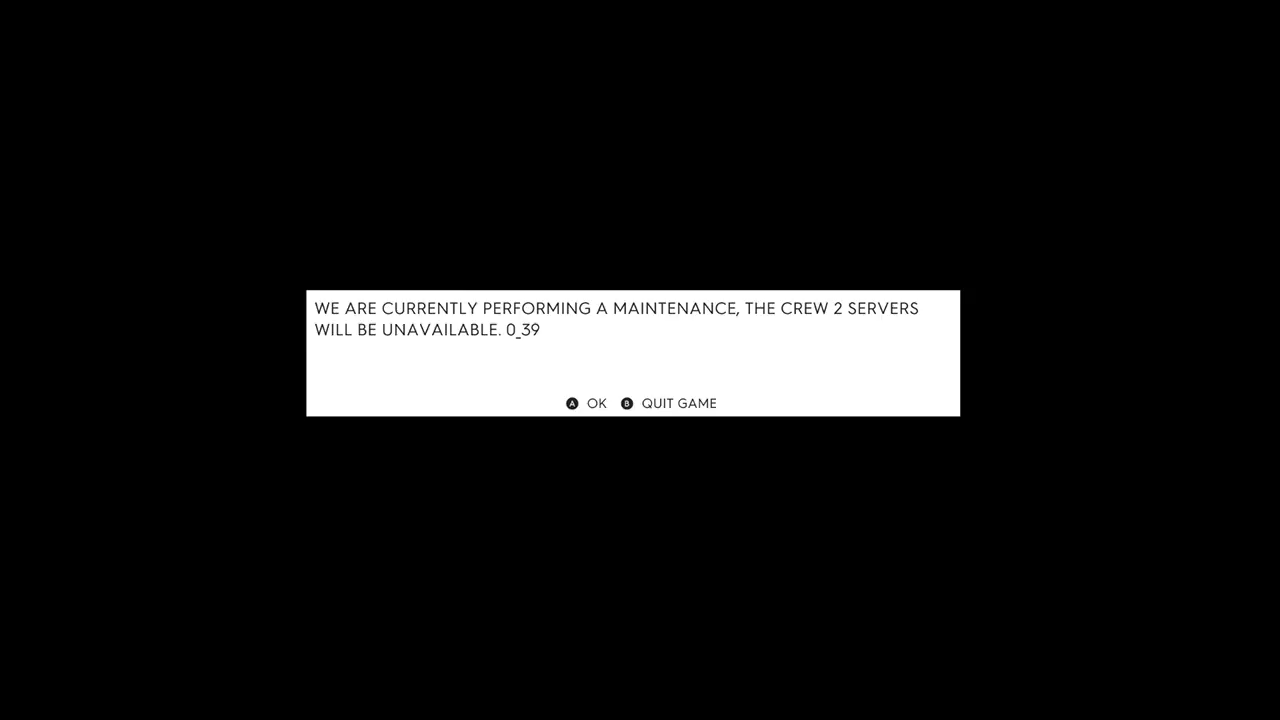 WE ARE CURRENTLY PERFORMING A MAINTENANCE, THE CREW 2 SERVERS
WILL BE UNAVAILABLE. 0_39
A OK B QUIT GAME